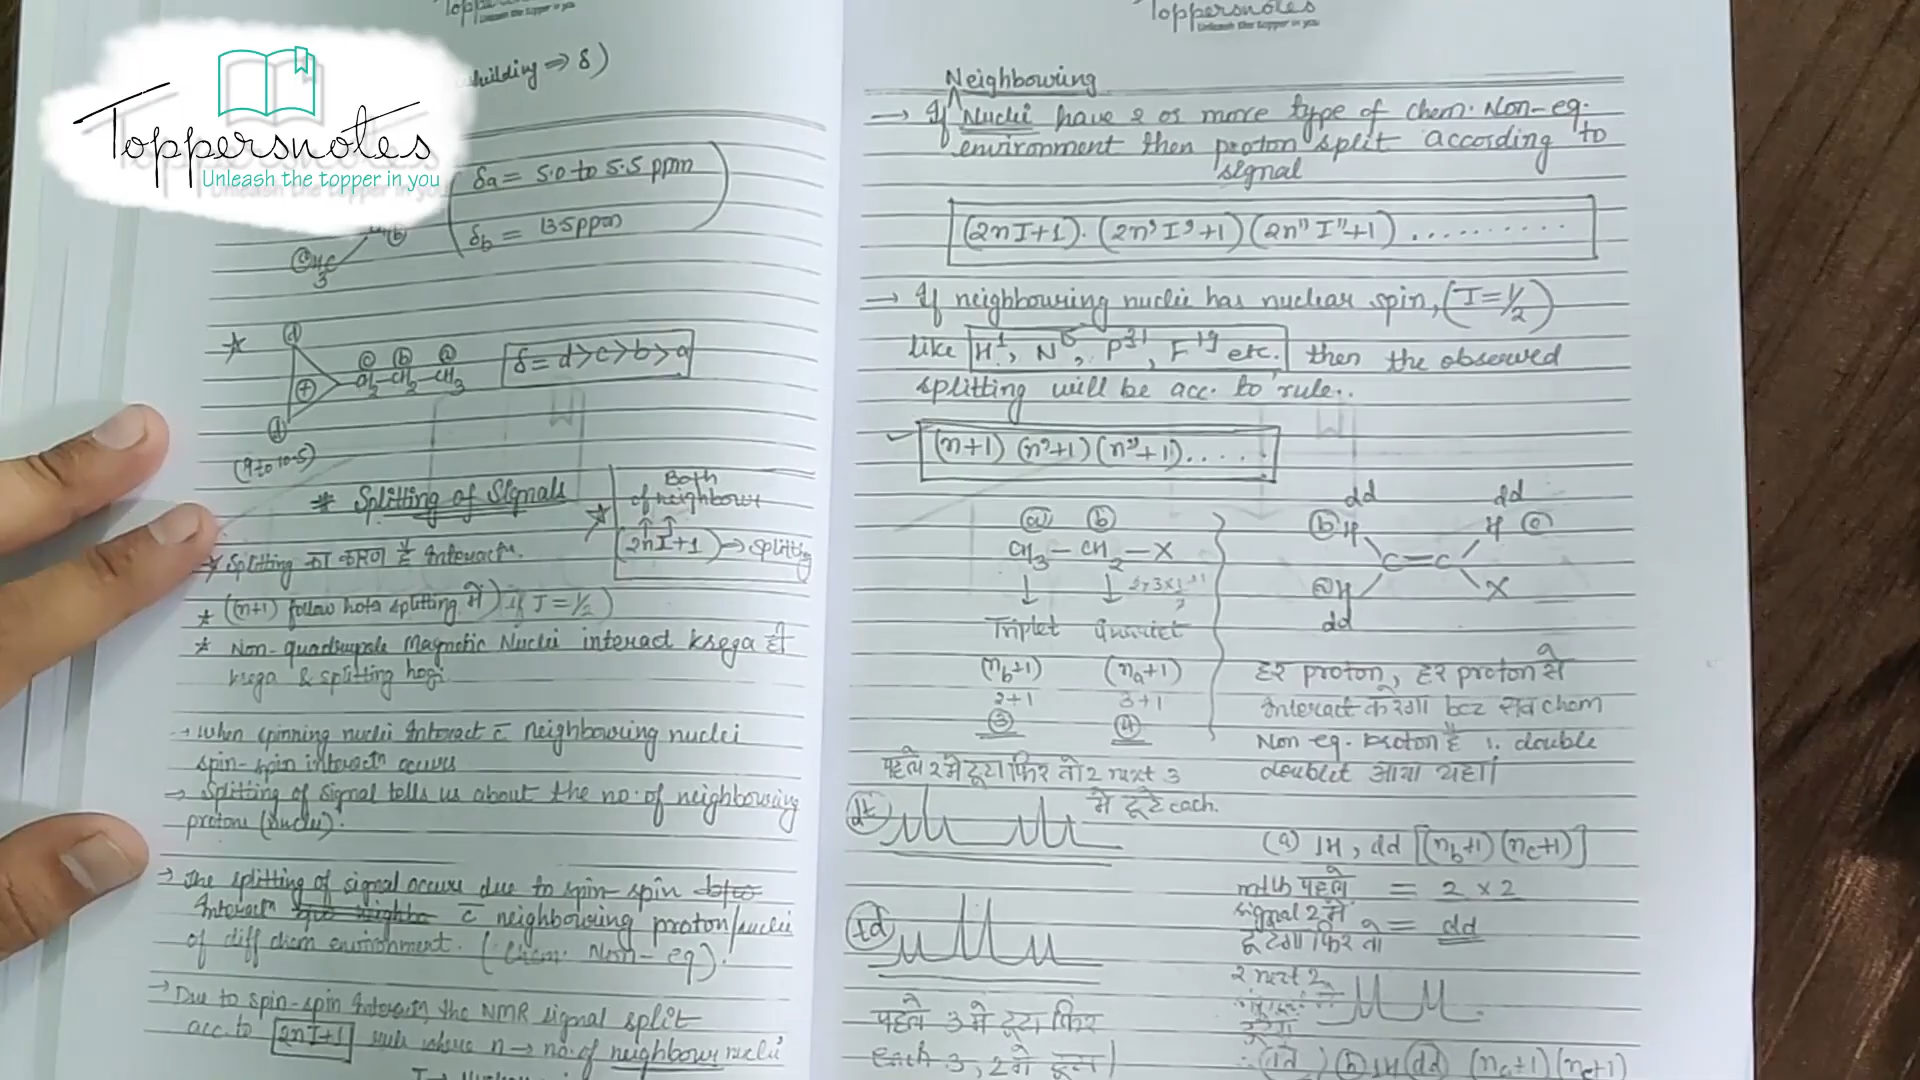 Toppersnotes
Unleash the topper in you
shielding ⇒ δ)
δa = 5.0 to 5.5 ppm
δb = 13.5 ppm
(d)
(c) (b) (a)
CH2-CH2-CH3
δ = d>c>b>a
(+)
(d)
(9 to 10.5)
# Splitting of Signals
Both
of neighbour
(2nI+1) → Splitting
* Splitting का कारण है Interactn.
* (n+1) follow hota splitting में) if I = 1/2)
* Non-quadrupole Magnetic Nuclei interact krega ही
krega & splitting hogi
→ When spinning nuclei Interact c̄ neighbouring nuclei
spin-spin interactn occurs
→ Splitting of signal tells us about the no. of neighbouring
protons (nuclei).
→ The splitting of signal occurs due to spin-spin
Interactn c̄ neighbouring proton/nuclei
of diff chem environment. (Chem. Non-eq).
→ Due to spin-spin Interactn, the NMR signal split
acc. to 2nI+1 rule where n → no. of neighbour nuclei
Toppersnotes
Unleash the topper in you
Neighbouring
→ If Nuclei have 2 or more type of chem. Non-eq.
environment then proton split according to
signal
(2nI+1).(2n'I'+1)(2n"I"+1)..........
→ If neighbouring nuclei has nuclear spin, (I=1/2)
like H1, N15, P31, F19 etc. then the observed
splitting will be acc. to rule..
(n+1)(n'+1)(n"+1).....
(a) (b)
CH3-CH2-X
Triplet Quartet
(nb+1) (na+1)
2+1 3+1
(3) (4)
पहले 2 में टूटा फिर वो 2 next 3
में टूटे each.
पहले 3 में टूटा फिर
each 3, 2 में टूटा
dd dd
(b)H H(c)
C=C
(a)H X
dd
हर proton, हर proton से
Interact करेगा bcz सब chem
Non eq. proton है ∴ double
doublet आया यहां।
(a) 1H, dd [(nb+1)(nc+1)]
= 2 × 2
= dd
signal 2 में
टूटेगा फिर वो
2 next 2
(b) 1H (dd) (na+1)(nc+1)